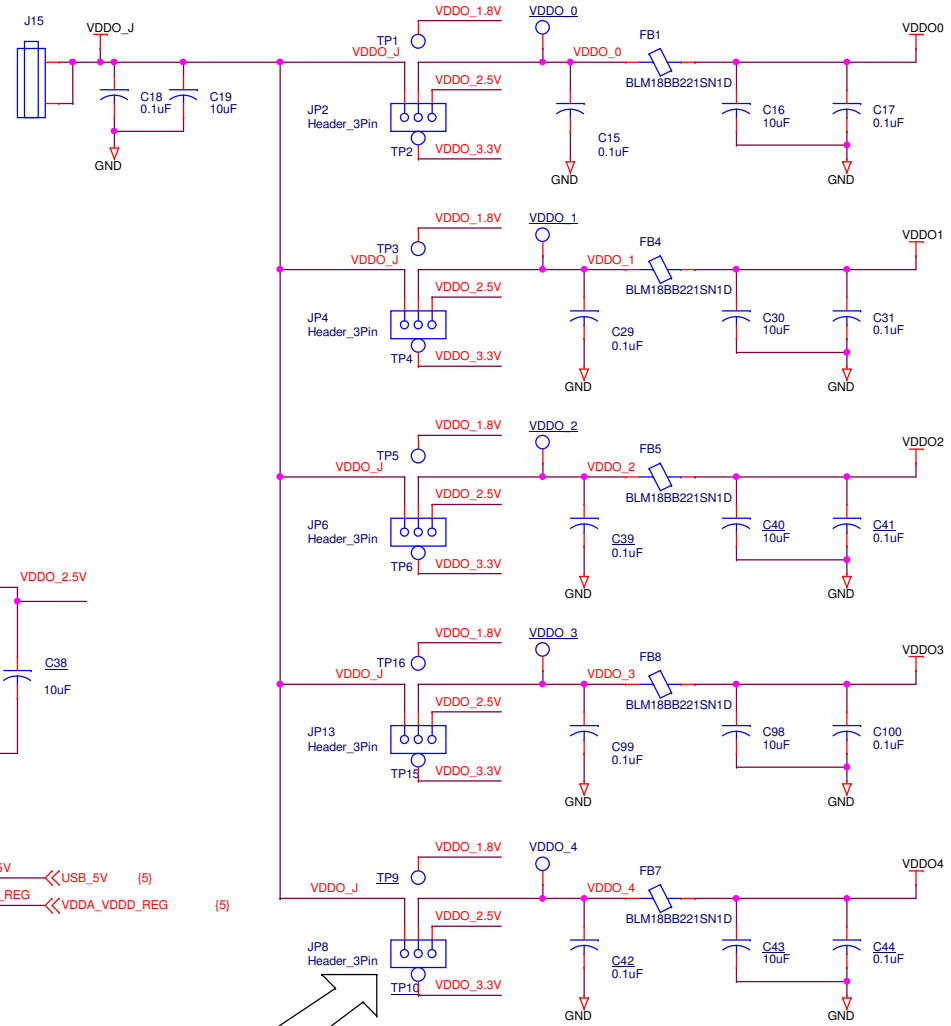 J15
VDDO_J
C18
0.1uF
C19
10uF
GND
VDDO_1.8V
TP1
VDDO_J
VDDO_2.5V
JP2
Header_3Pin
TP2
VDDO_3.3V
VDDO_0
VDDO_0
FB1
BLM18BB221SN1D
C15
0.1uF
GND
C16
10uF
C17
0.1uF
GND
VDDO0
VDDO_1.8V
TP3
VDDO_J
VDDO_2.5V
JP4
Header_3Pin
TP4
VDDO_3.3V
VDDO_1
VDDO_1
FB4
BLM18BB221SN1D
C29
0.1uF
GND
C30
10uF
C31
0.1uF
GND
VDDO1
VDDO_1.8V
TP5
VDDO_J
VDDO_2.5V
JP6
Header_3Pin
TP6
VDDO_3.3V
VDDO_2
VDDO_2
FB5
BLM18BB221SN1D
C39
0.1uF
GND
C40
10uF
C41
0.1uF
GND
VDDO2
VDDO_2.5V
C38
10uF
VDDO_1.8V
TP16
VDDO_J
VDDO_2.5V
JP13
Header_3Pin
TP15
VDDO_3.3V
VDDO_3
VDDO_3
FB8
BLM18BB221SN1D
C99
0.1uF
GND
C98
10uF
C100
0.1uF
GND
VDDO3
5V
USB_5V {5}
_REG
VDDA_VDDD_REG {5}
VDDO_1.8V
TP9
VDDO_J
VDDO_2.5V
JP8
Header_3Pin
TP10
VDDO_3.3V
VDDO_4
VDDO_4
FB7
BLM18BB221SN1D
C42
0.1uF
GND
C43
10uF
C44
0.1uF
GND
VDDO4